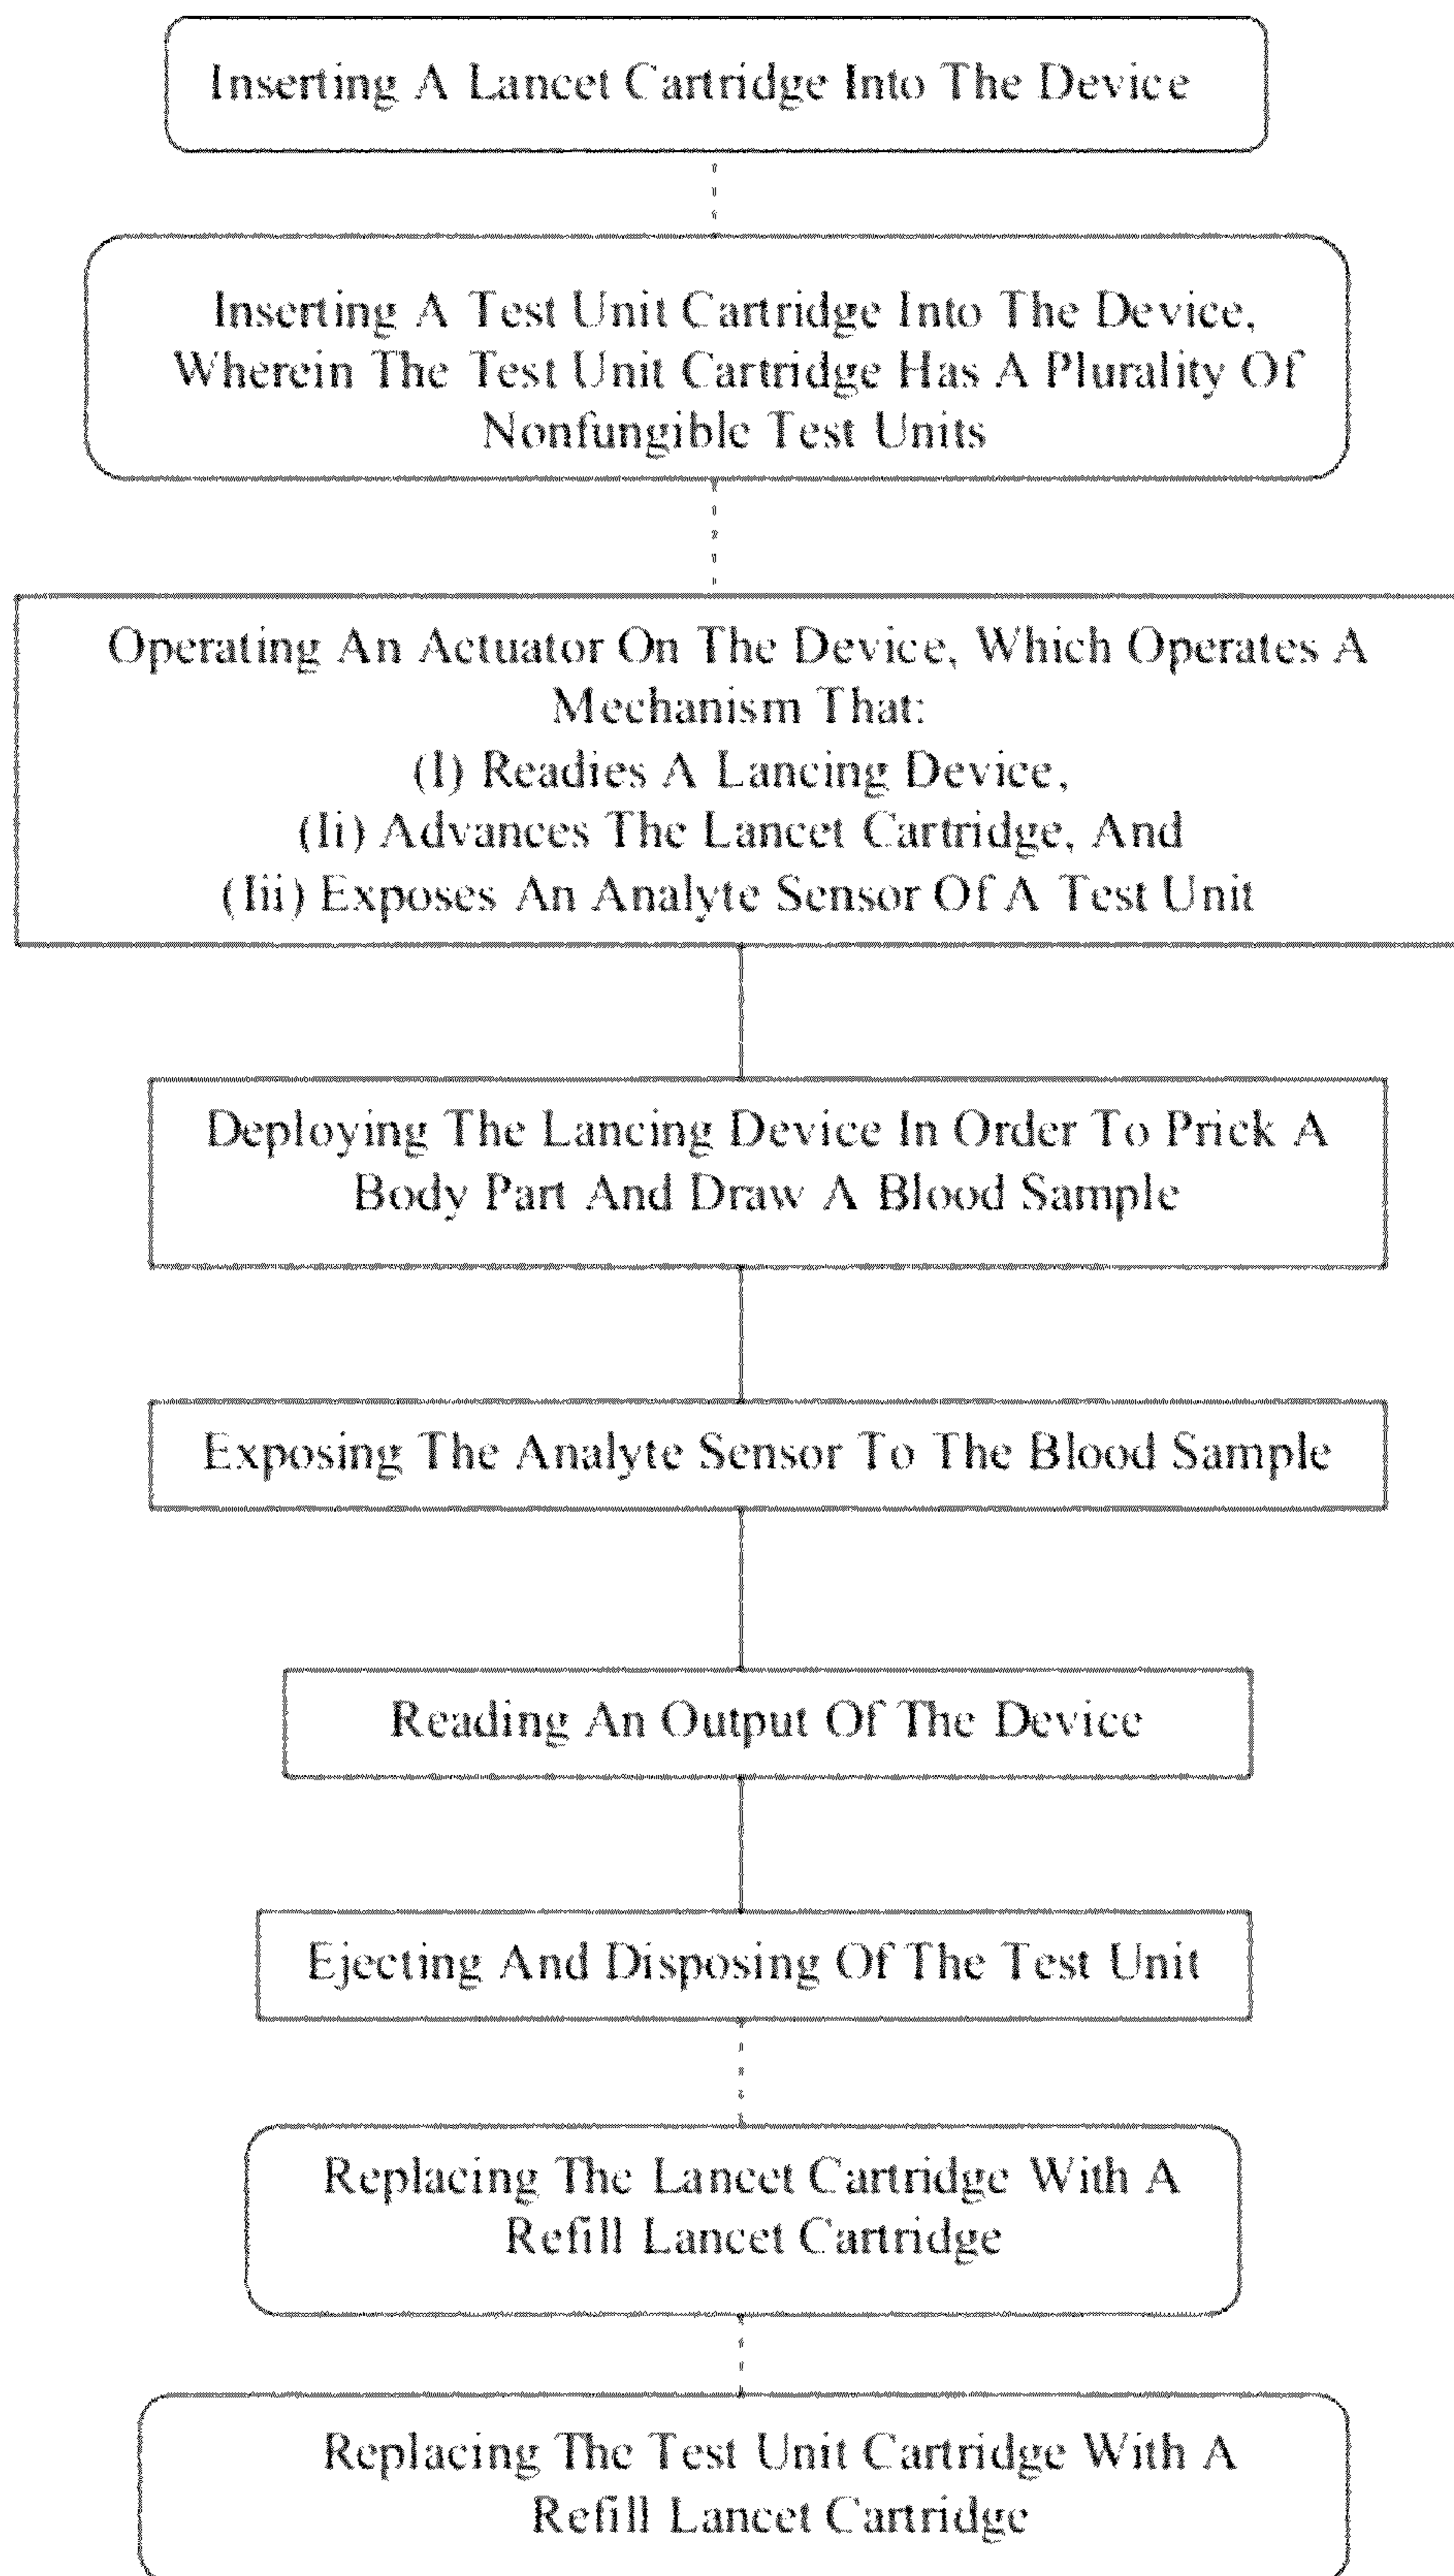 Inserting A Lancet Cartridge Into The Device
Inserting A Test Unit Cartridge Into The Device,
Wherein The Test Unit Cartridge Has A Plurality Of
Nonfungible Test Units
Operating An Actuator On The Device, Which Operates A
Mechanism That:
(I) Readies A Lancing Device,
(Ii) Advances The Lancet Cartridge, And
(Iii) Exposes An Analyte Sensor Of A Test Unit
Deploying The Lancing Device In Order To Prick A
Body Part And Draw A Blood Sample
Exposing The Analyte Sensor To The Blood Sample
Reading An Output Of The Device
Ejecting And Disposing Of The Test Unit
Replacing The Lancet Cartridge With A
Refill Lancet Cartridge
Replacing The Test Unit Cartridge With A
Refill Lancet Cartridge